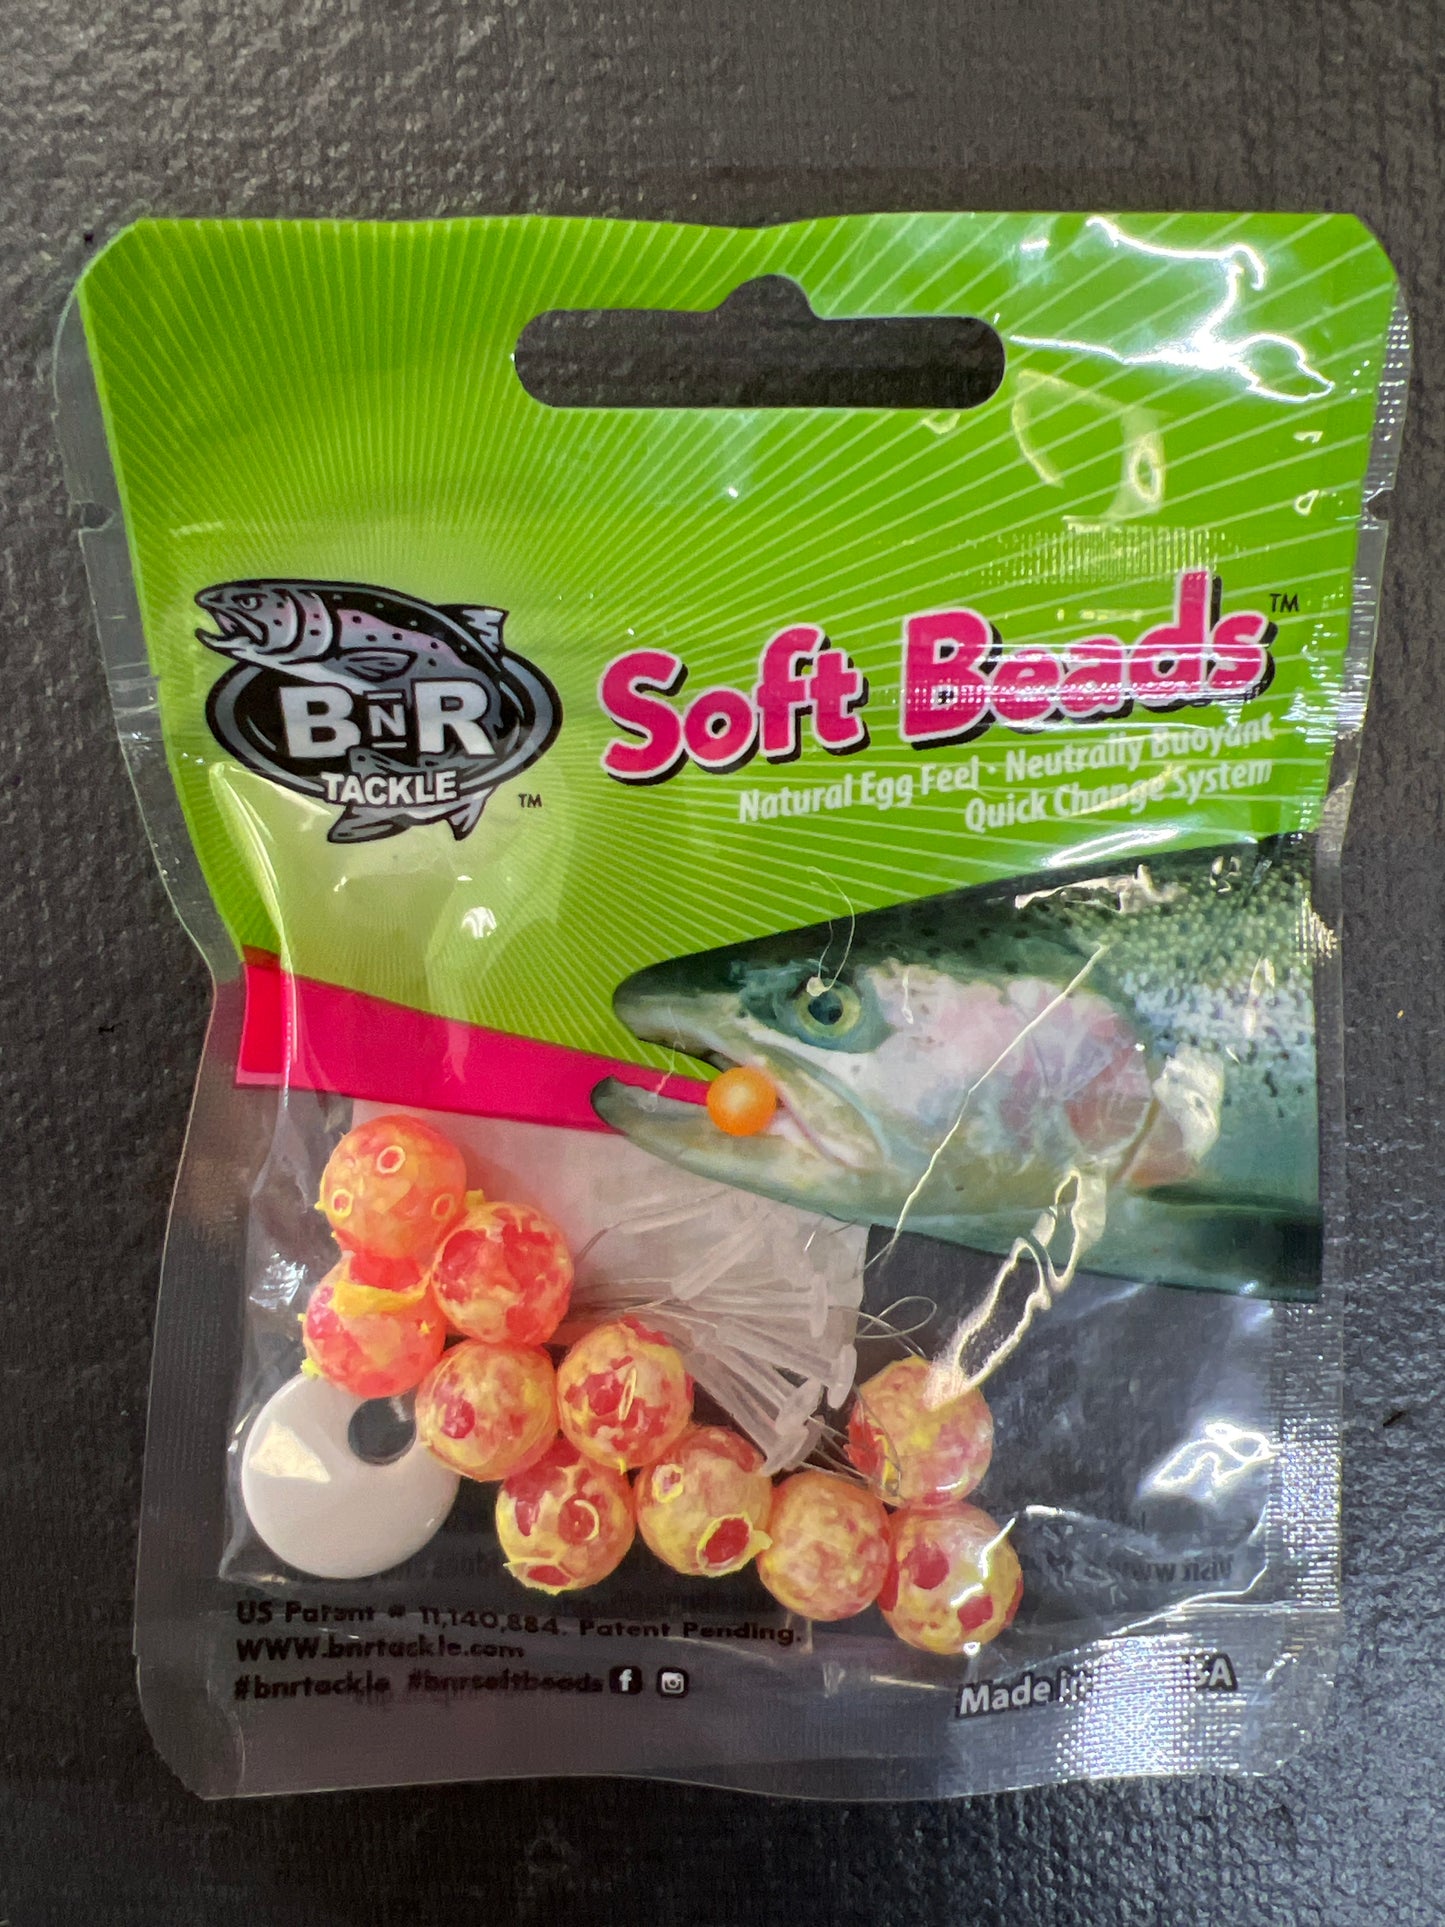 BNR
TACKLE
™
Soft Beads™
Natural Egg Feel · Neutrally Buoyant
Quick Change System
US Patent # 11,140,884. Patent Pending.
WWW.bnrtackle.com
#bnrtackle #bnrsoftbeads
Made